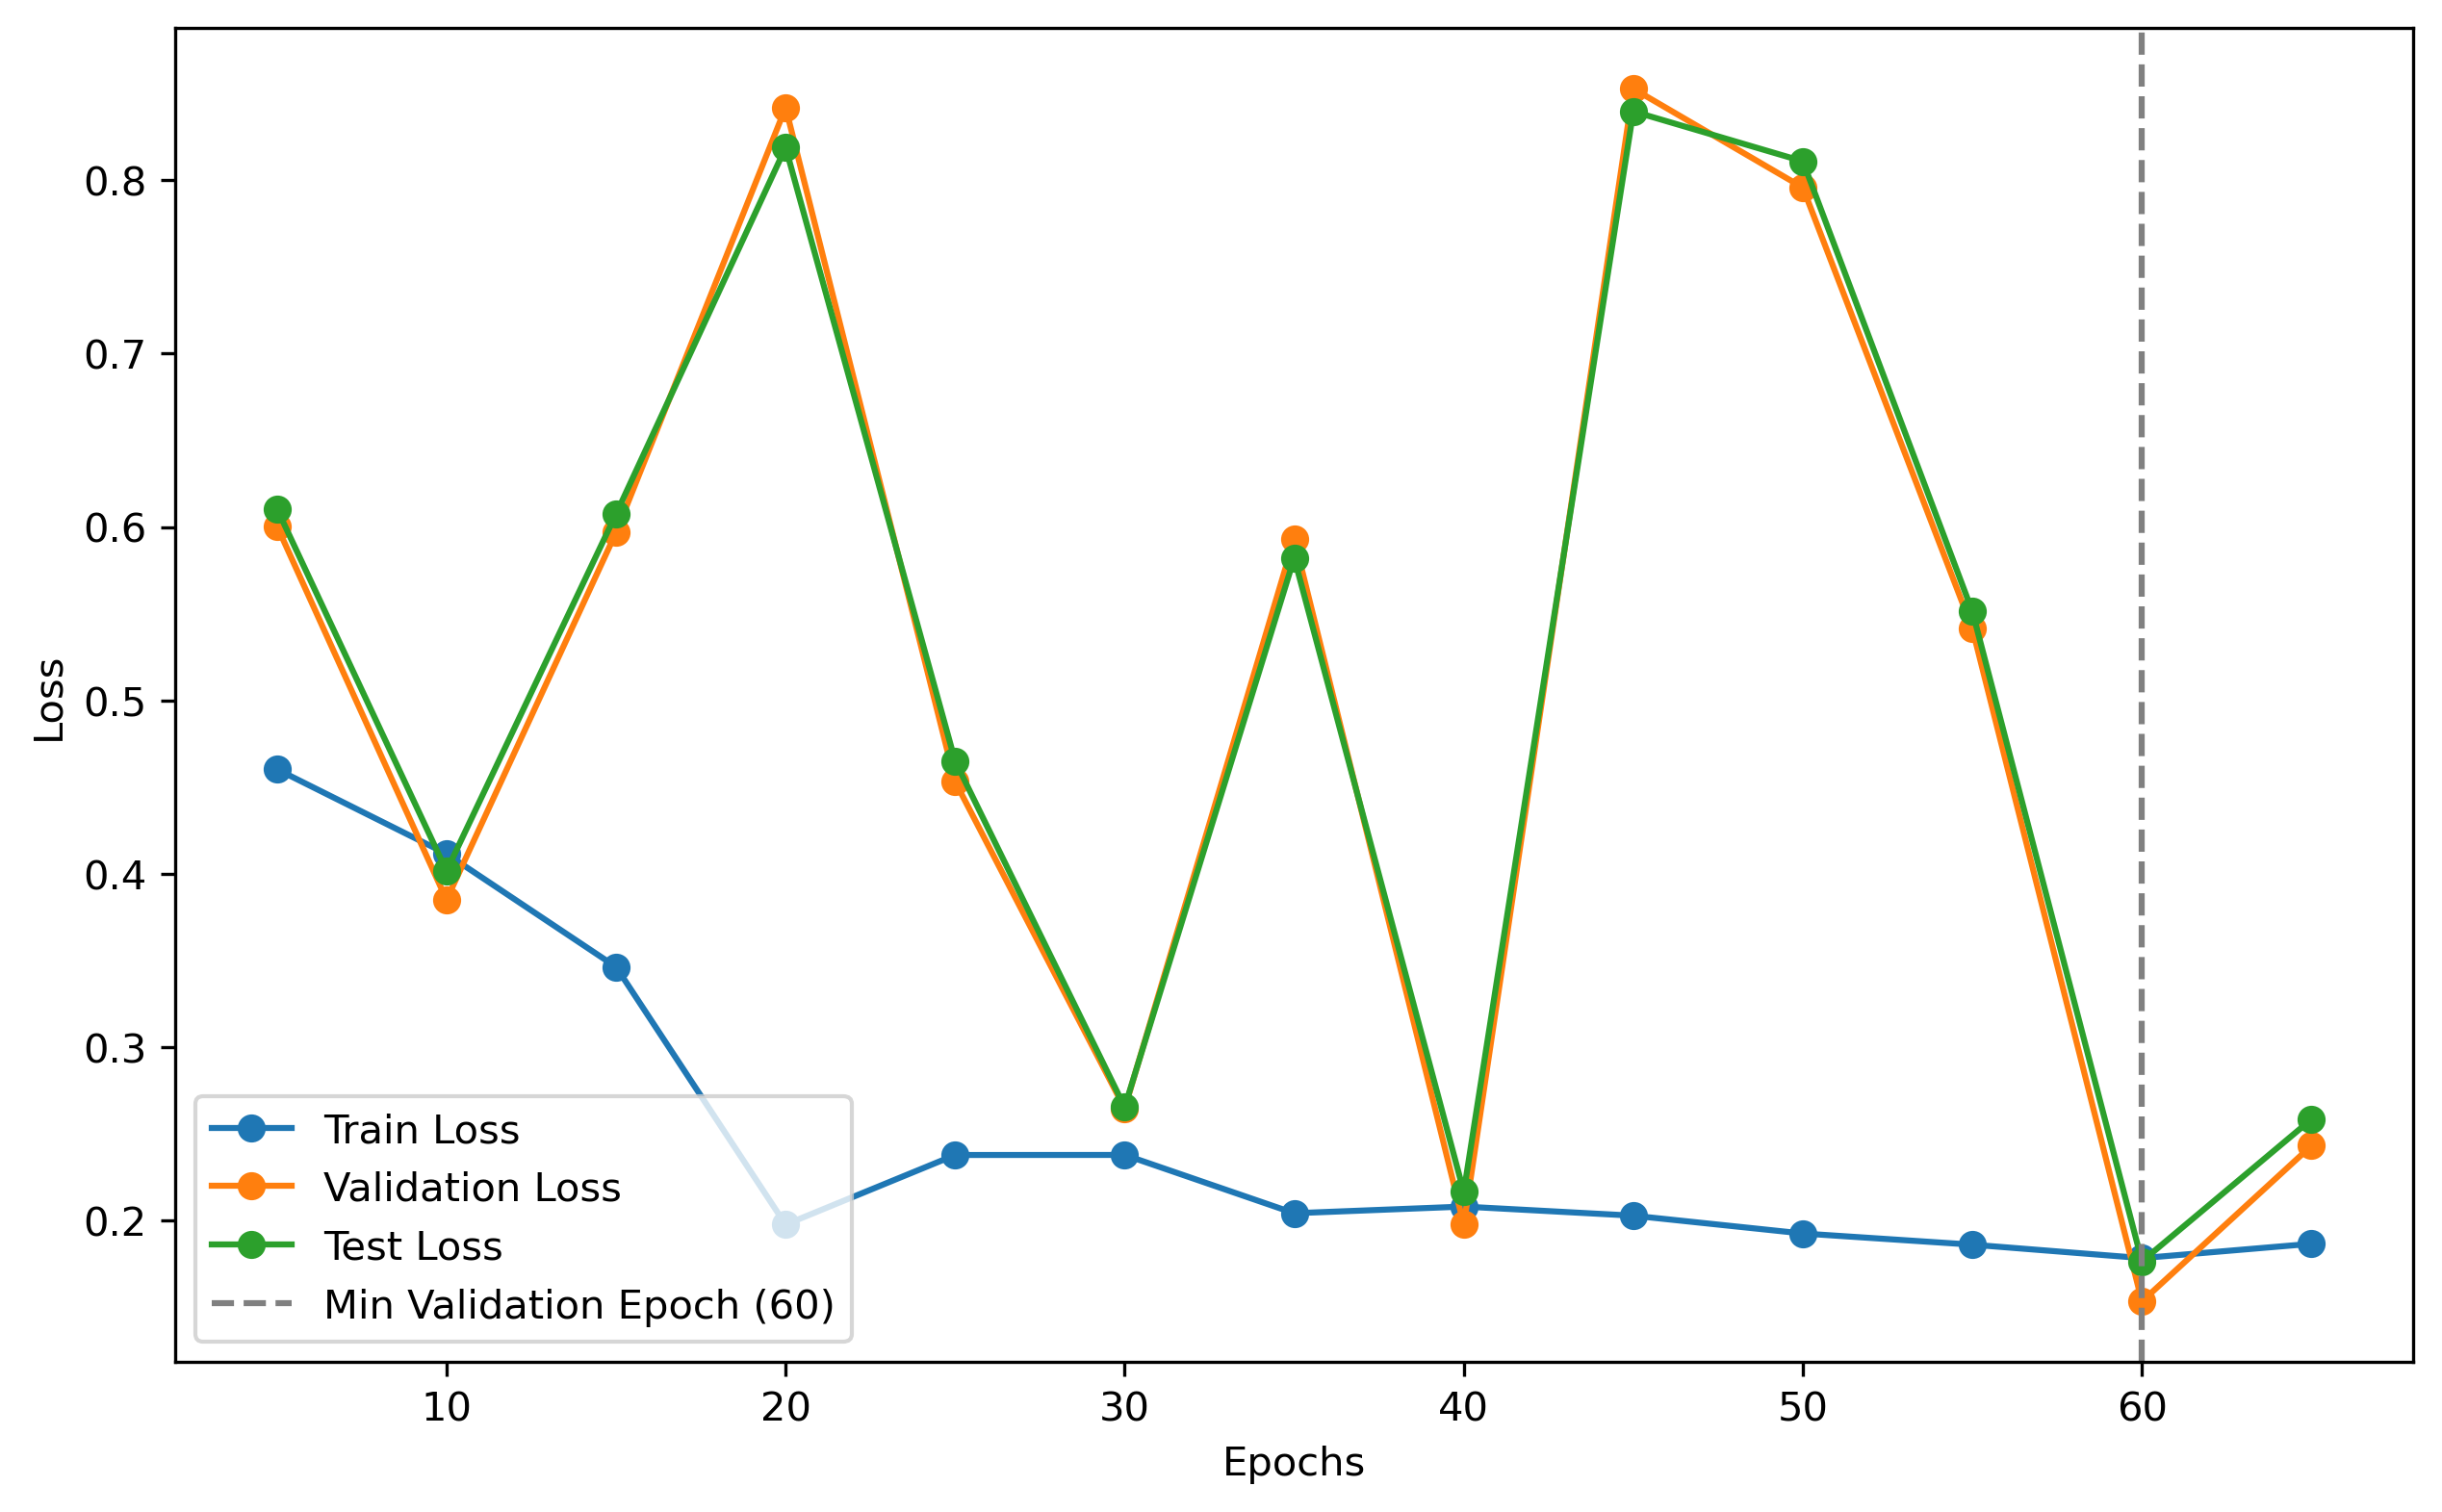 0.8
0.7
0.6
0.5
0.4
0.3
0.2
Loss
Train Loss
Validation Loss
Test Loss
Min Validation Epoch (60)
10 20 30 40 50 60
Epochs